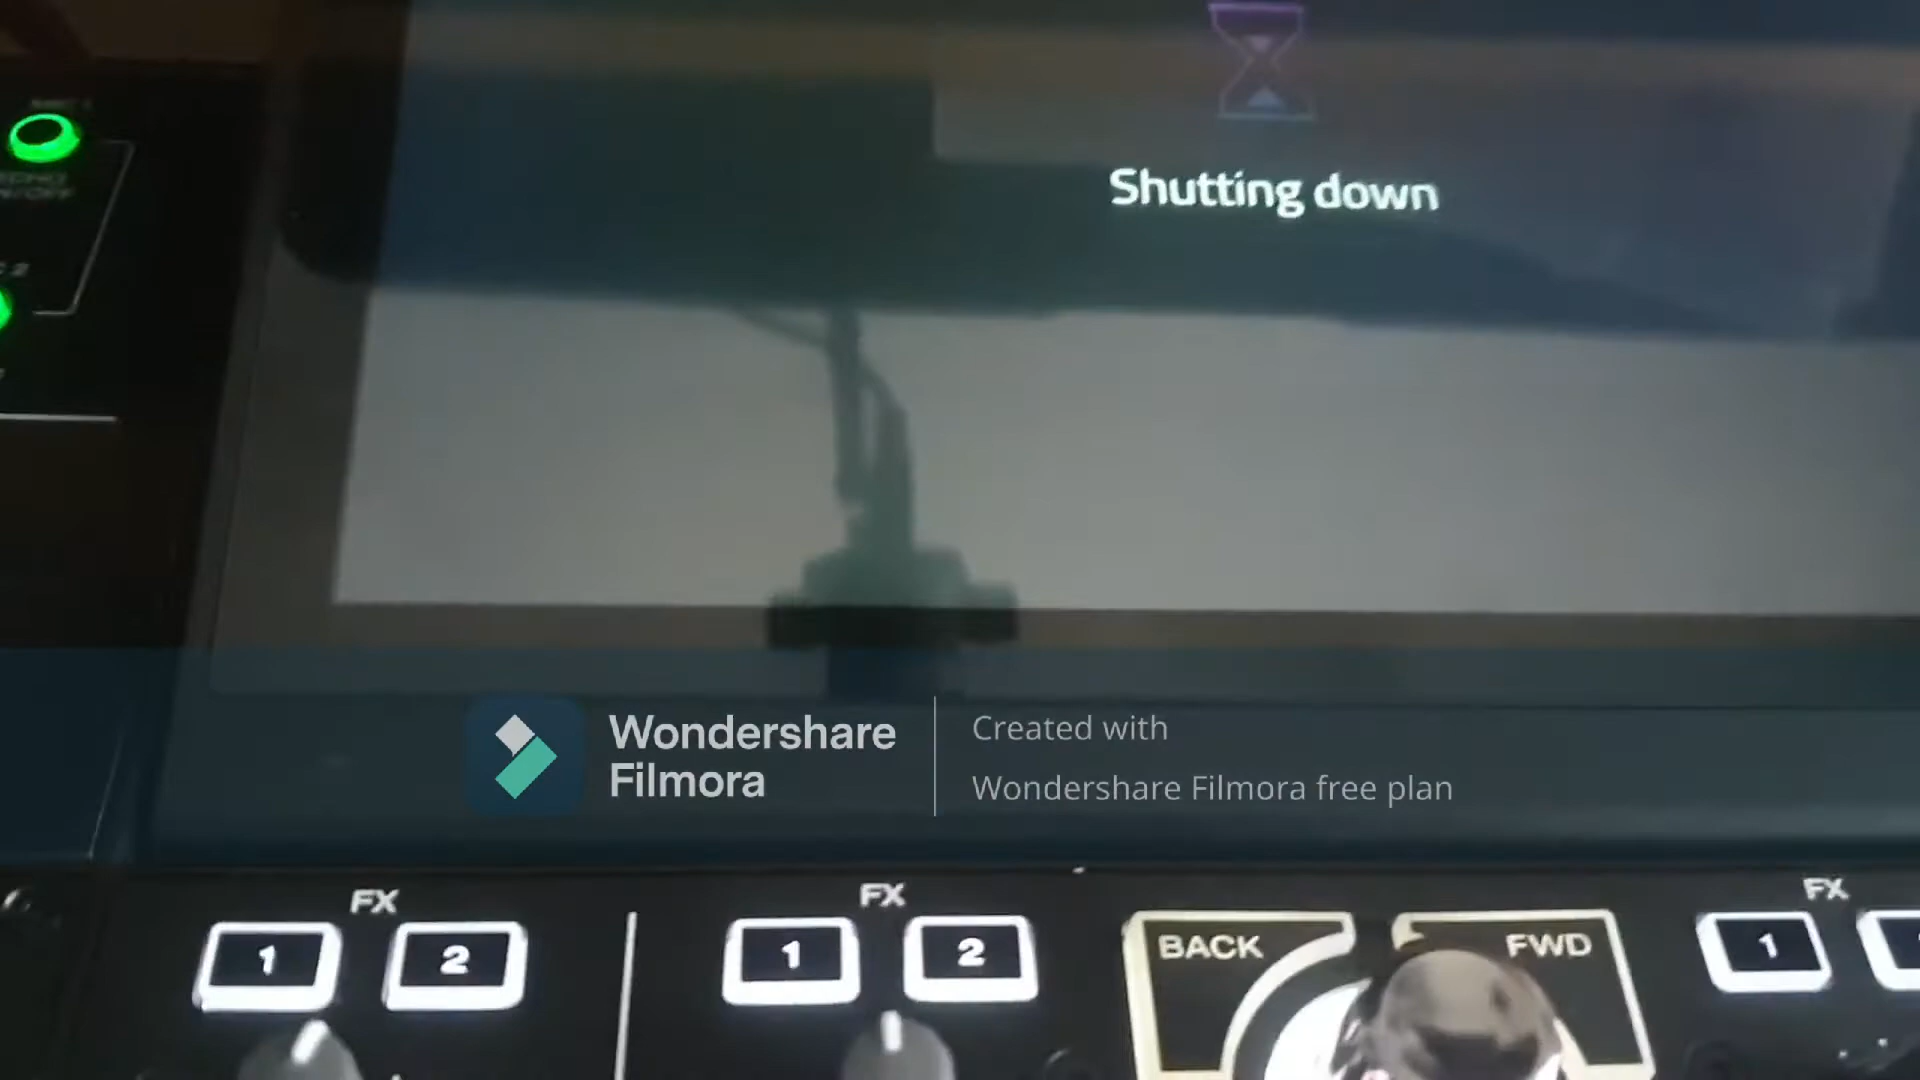 Shutting down
Wondershare
Filmora
Created with
Wondershare Filmora free plan
FX
1
2
FX
1
2
BACK
FWD
FX
1